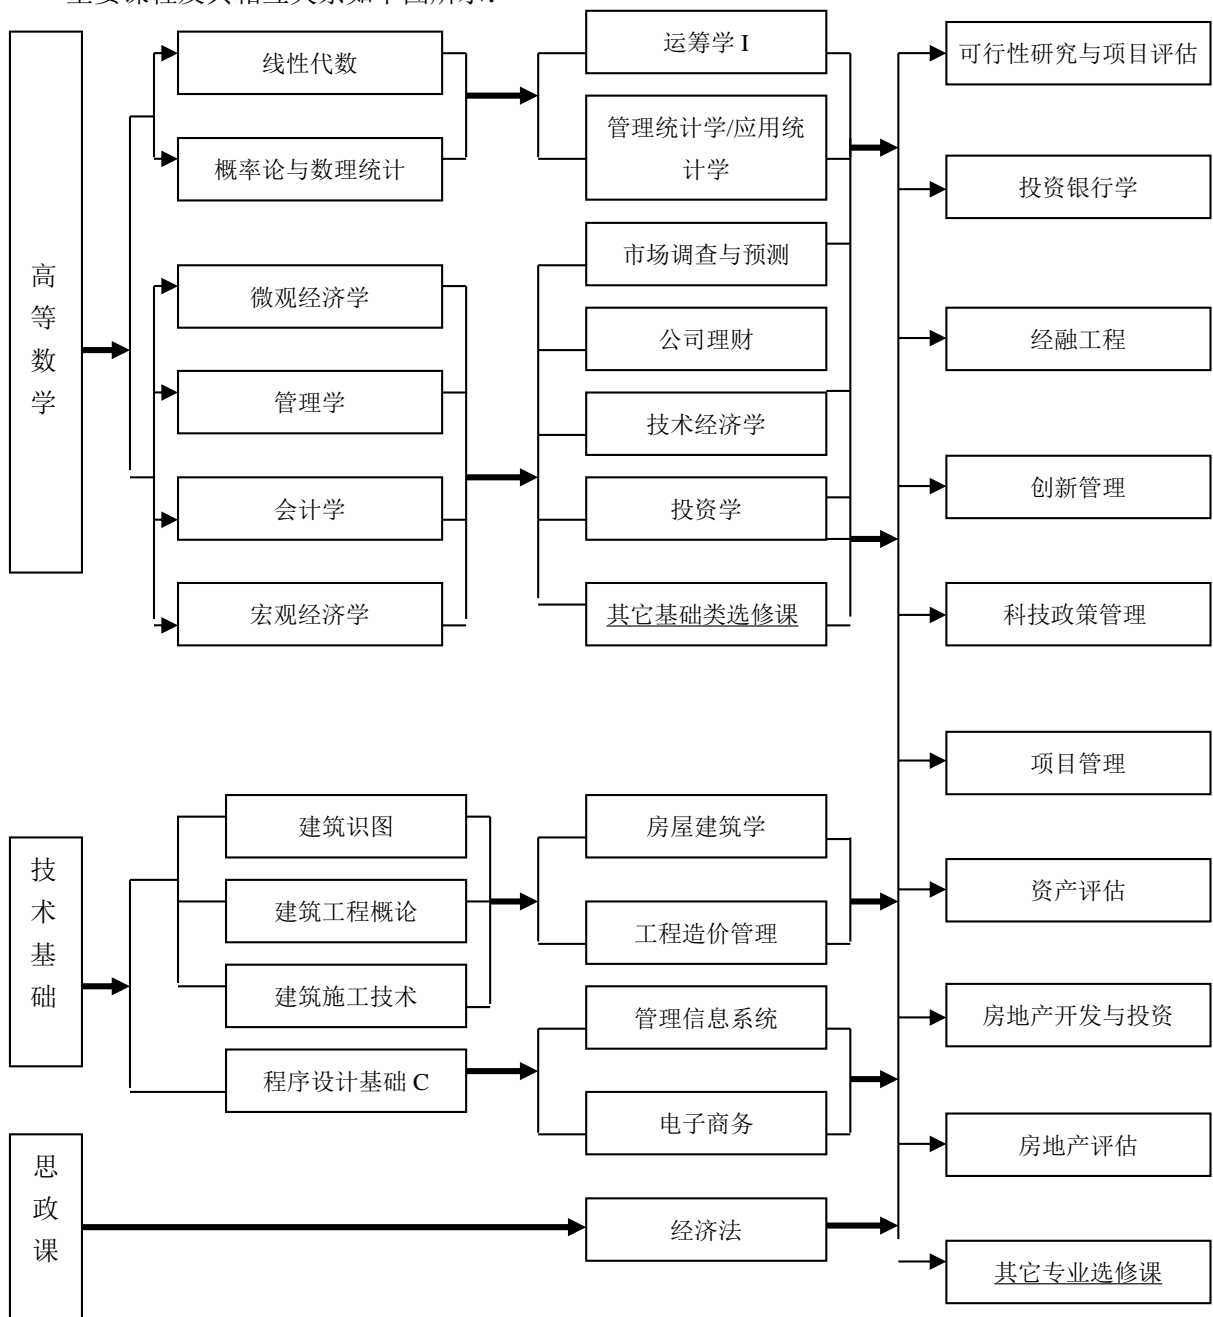 主要课程及其相互关系如下图所示：
高等数学
线性代数
概率论与数理统计
微观经济学
管理学
会计学
宏观经济学
运筹学 I
管理统计学/应用统
计学
市场调查与预测
公司理财
技术经济学
投资学
其它基础类选修课
技术基础
建筑识图
建筑工程概论
建筑施工技术
程序设计基础 C
房屋建筑学
工程造价管理
管理信息系统
电子商务
思政课
经济法
可行性研究与项目评估
投资银行学
经融工程
创新管理
科技政策管理
项目管理
资产评估
房地产开发与投资
房地产评估
其它专业选修课